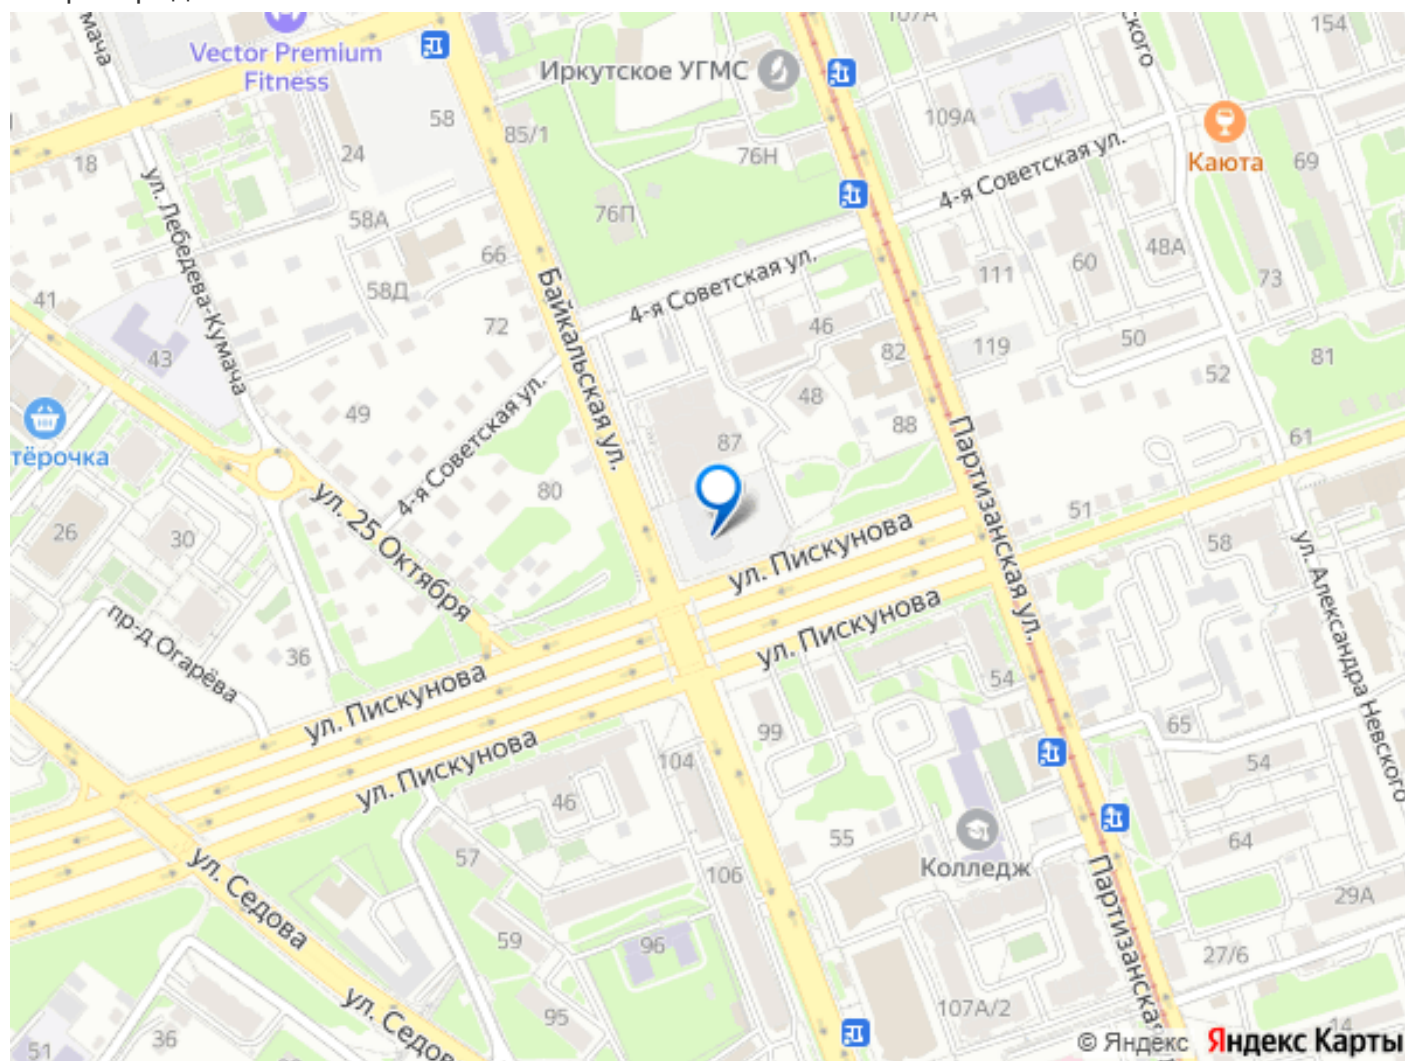 мача
Vector Premium
Fitness
Иркутское УГМС
107А
154
ского
58
85/1
109А
18
24
76Н
4-я Советская ул.
Каюта
69
ул. Лебедева-Кумача
58А
76П
66
48А
41
58Д
Байкальская ул.
4-я Советская ул.
111
60
73
43
72
46
82
119
50
81
52
49
4-я Советская ул.
48
тёрочка
87
88
Партизанская ул.
61
80
26
30
ул. 25 Октября
51
58
ул. Пискунова
ул. Александра Невского
пр-д Огарёва
36
ул. Пискунова
ул. Пискунова
54
ул. Пискунова
99
65
104
54
46
57
55
64
Колледж
ул. Седова
106
Партизанская
29А
59
96
27/6
ул. Седова
95
107А/2
36
51
14
© Яндекс Яндекс Карты